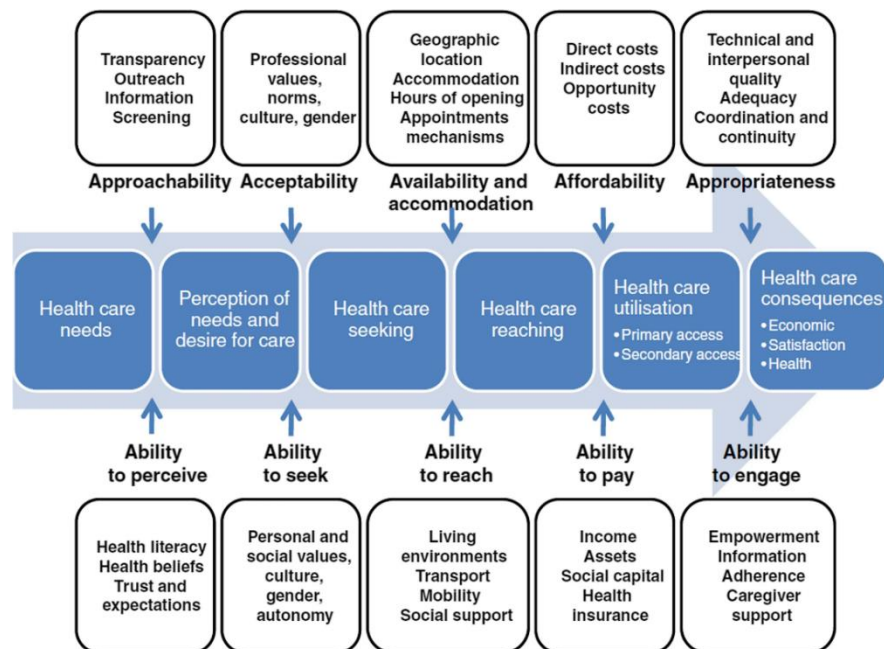 Transparency
Outreach
Information
Screening
Professional
values,
norms,
culture, gender
Geographic
location
Accommodation
Hours of opening
Appointments
mechanisms
Direct costs
Indirect costs
Opportunity
costs
Technical and
interpersonal
quality
Adequacy
Coordination and
continuity
Approachability
Acceptability
Availability and
accommodation
Affordability
Appropriateness
Health care
needs
Perception of
needs and
desire for care
Health care
seeking
Health care
reaching
Health care
utilisation
•Primary access
•Secondary access
Health care
consequences
•Economic
•Satisfaction
•Health
Ability
to perceive
Ability
to seek
Ability
to reach
Ability
to pay
Ability
to engage
Health literacy
Health beliefs
Trust and
expectations
Personal and
social values,
culture,
gender,
autonomy
Living
environments
Transport
Mobility
Social support
Income
Assets
Social capital
Health
insurance
Empowerment
Information
Adherence
Caregiver
support